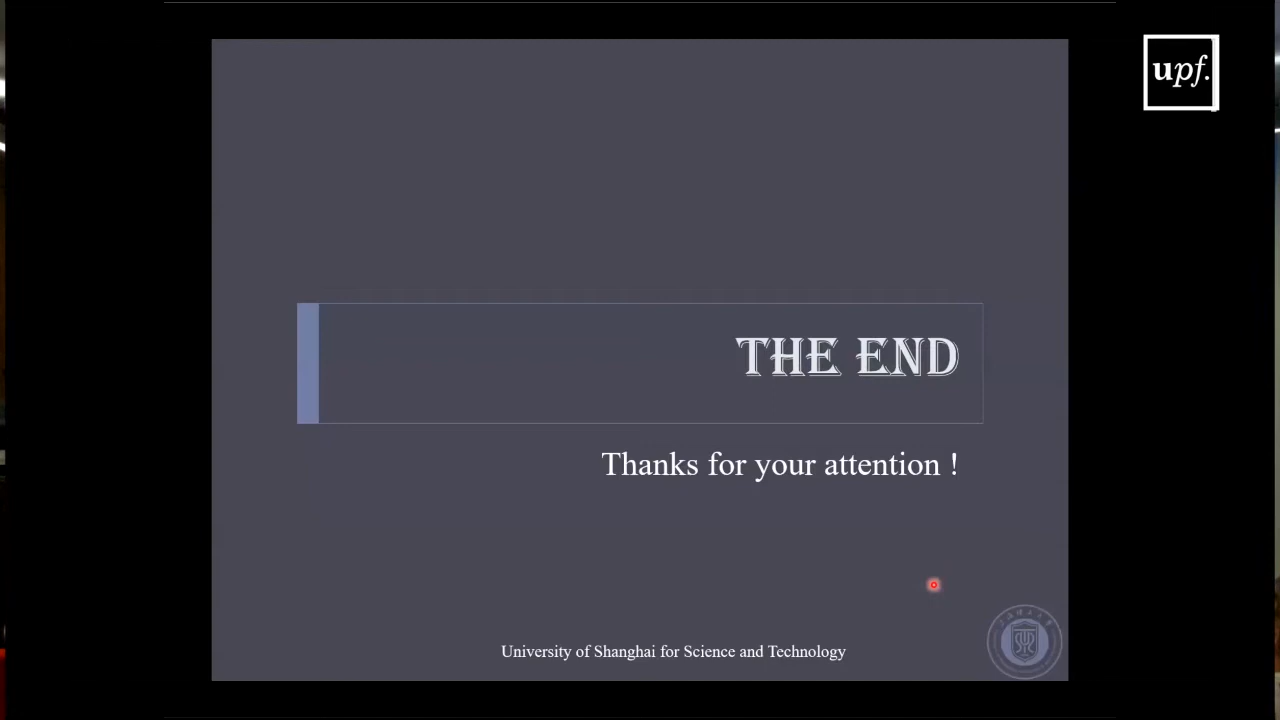 upf.
THE END
Thanks for your attention !
University of Shanghai for Science and Technology